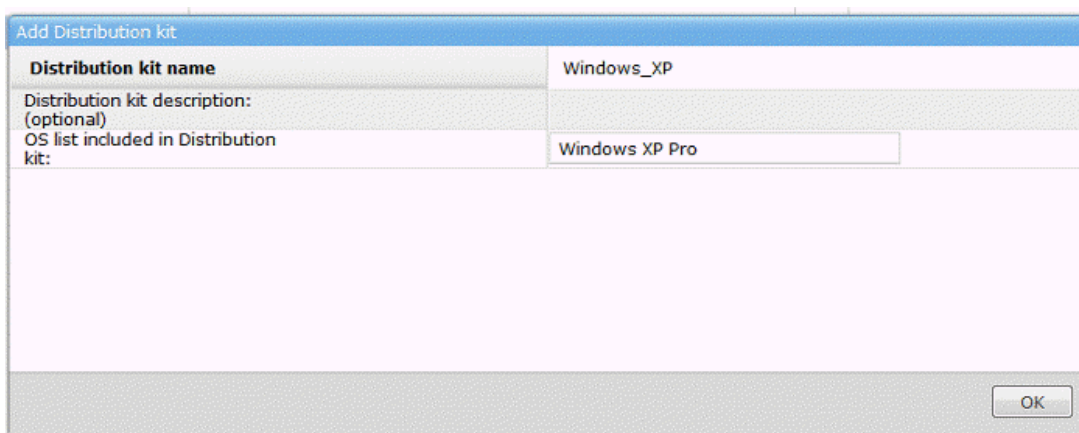 Add Distribution kit
Distribution kit name
Windows_XP
Distribution kit description:
(optional)
OS list included in Distribution
kit:
Windows XP Pro
OK